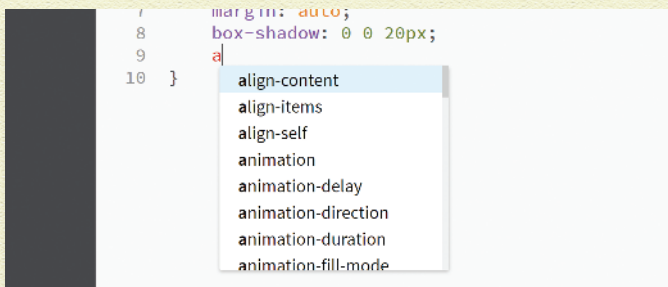 7 margin: auto;
8 box-shadow: 0 0 20px;
9 a
10 }
align-content
align-items
align-self
animation
animation-delay
animation-direction
animation-duration
animation-fill-mode